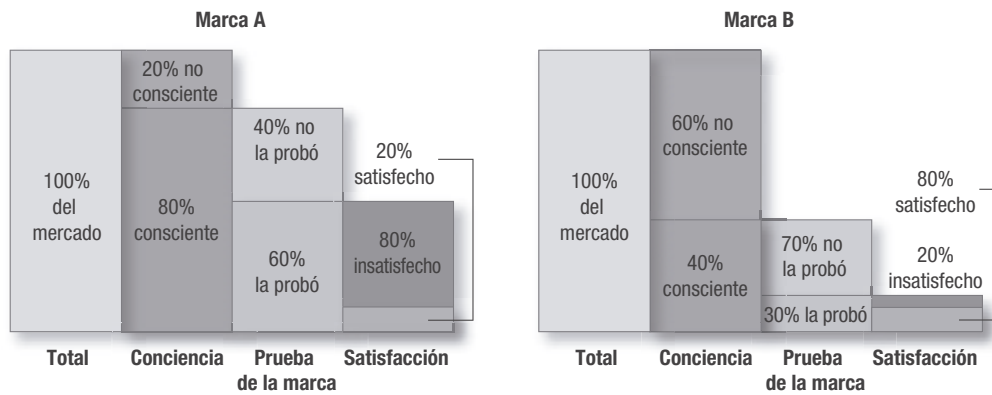 Marca A
20% no
consciente
40% no
la probó
20%
satisfecho
100%
del
mercado
80%
consciente
60%
la probó
80%
insatisfecho
Total
Conciencia
Prueba
de la marca
Satisfacción
Marca B
60% no
consciente
100%
del
mercado
80%
satisfecho
40%
consciente
70% no
la probó
20%
insatisfecho
30% la probó
Total
Conciencia
Prueba
de la marca
Satisfacción